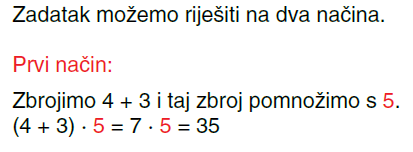 Zadatak možemo riješiti na dva načina.
Prvi način:
Zbrojimo 4 + 3 i taj zbroj pomnožimo s 5.
(4 + 3) · 5 = 7 · 5 = 35